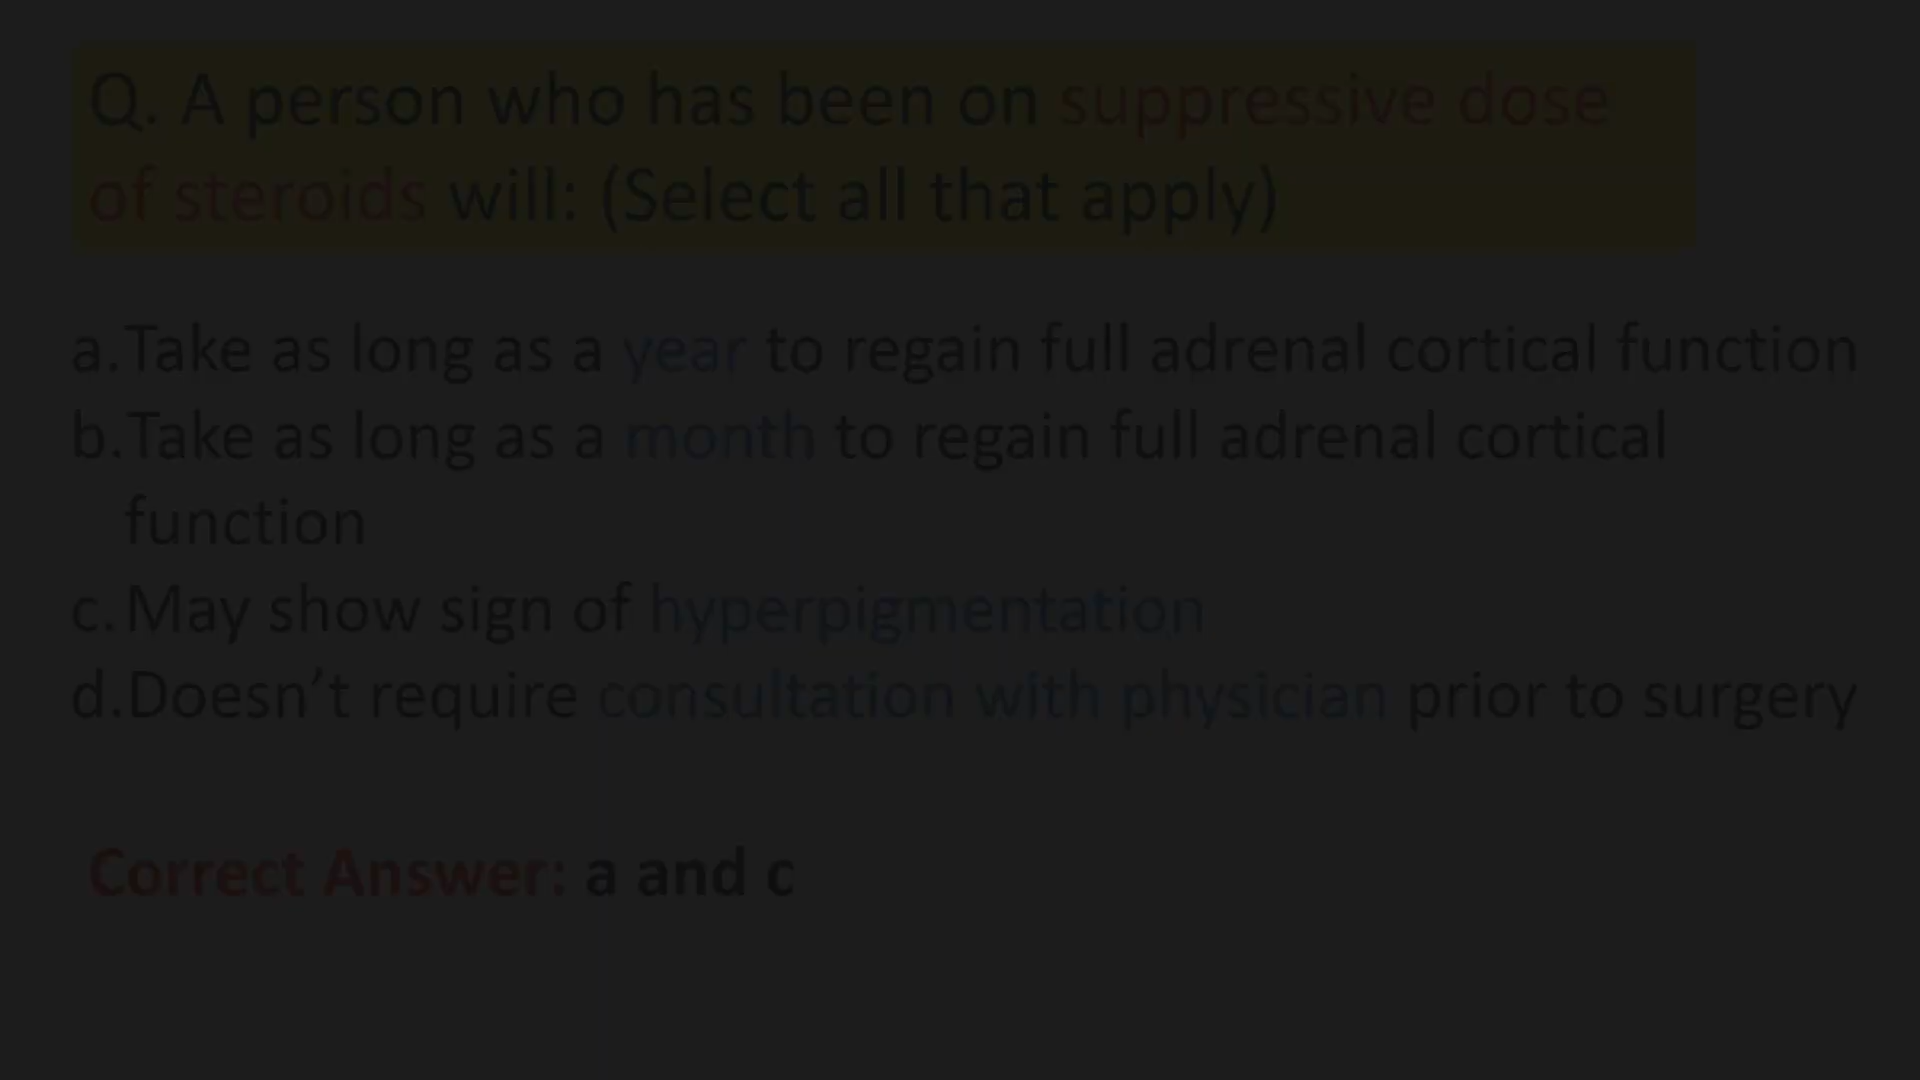 Q. A person who has been on suppressive dose
of steroids will: (Select all that apply)
a.Take as long as a year to regain full adrenal cortical function
b.Take as long as a month to regain full adrenal cortical
function
c.May show sign of hyperpigmentation
d.Doesn’t require consultation with physician prior to surgery
Correct Answer: a and c